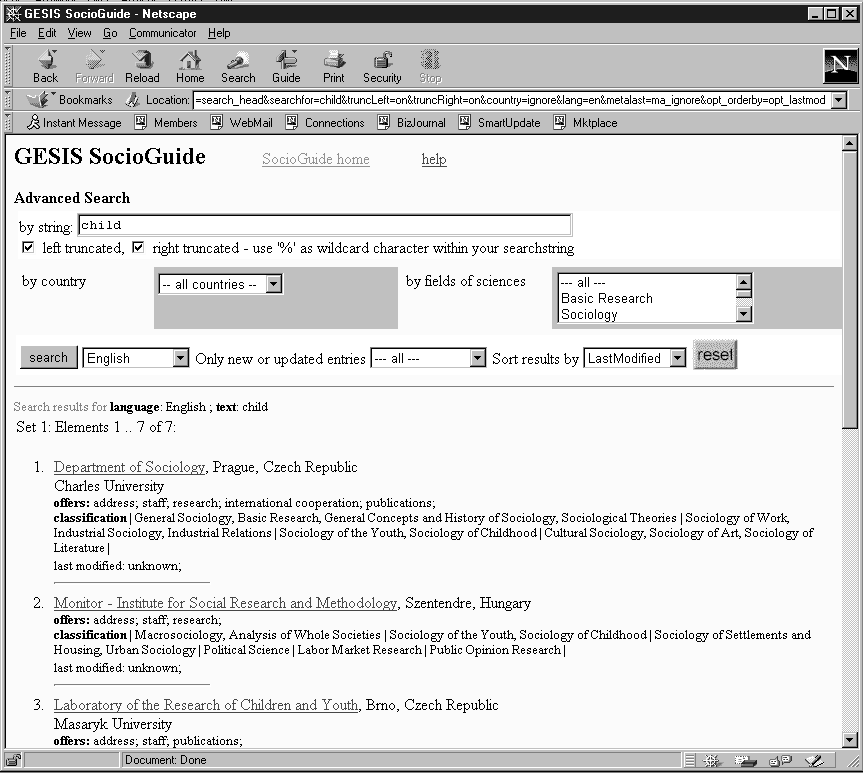 GESIS SocioGuide - Netscape
File Edit View Go Communicator Help
Back Forward Reload Home Search Guide Print Security Stop
N
Bookmarks Location: =search_head&searchfor=child&truncLeft=on&truncRight=on&country=ignore&lang=en&metalast=ma_ignore&opt_orderby=opt_lastmod
Instant Message Members WebMail Connections BizJournal SmartUpdate Mktplace
GESIS SocioGuide SocioGuide home help
Advanced Search
by string: child
left truncated, right truncated - use '%' as wildcard character within your searchstring
by country -- all countries -- by fields of sciences --- all ---
Basic Research
Sociology
search English Only new or updated entries --- all --- Sort results by LastModified reset
Search results for language: English ; text: child
Set 1: Elements 1 .. 7 of 7:
1. Department of Sociology, Prague, Czech Republic
Charles University
offers: address; staff; research; international cooperation; publications;
classification | General Sociology, Basic Research, General Concepts and History of Sociology, Sociological Theories | Sociology of Work,
Industrial Sociology, Industrial Relations | Sociology of the Youth, Sociology of Childhood | Cultural Sociology, Sociology of Art, Sociology of
Literature |
last modified: unknown;
2. Monitor - Institute for Social Research and Methodology, Szentendre, Hungary
offers: address; staff; research;
classification | Macrosociology, Analysis of Whole Societies | Sociology of the Youth, Sociology of Childhood | Sociology of Settlements and
Housing, Urban Sociology | Political Science | Labor Market Research | Public Opinion Research |
last modified: unknown;
3. Laboratory of the Research of Children and Youth, Brno, Czech Republic
Masaryk University
offers: address; staff; publications;
Document: Done